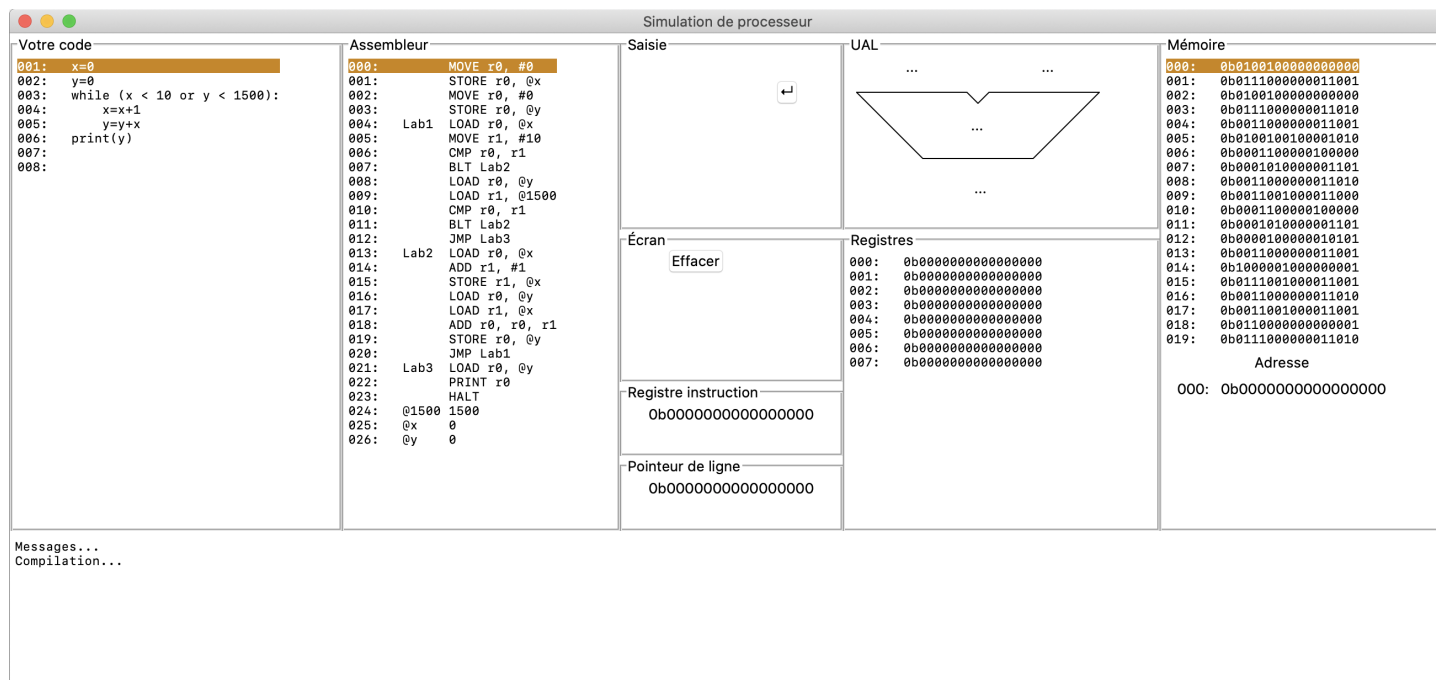 Simulation de processeur
Votre code
001:   x=0
002:   y=0
003:   while (x < 10 or y < 1500):
004:       x=x+1
005:       y=y+x
006:   print(y)
007:
008:
Assembleur
000:         MOVE r0, #0
001:         STORE r0, @x
002:         MOVE r0, #0
003:         STORE r0, @y
004:   Lab1  LOAD r0, @x
005:         MOVE r1, #10
006:         CMP r0, r1
007:         BLT Lab2
008:         LOAD r0, @y
009:         LOAD r1, @1500
010:         CMP r0, r1
011:         BLT Lab2
012:         JMP Lab3
013:   Lab2  LOAD r0, @x
014:         ADD r1, #1
015:         STORE r1, @x
016:         LOAD r0, @y
017:         LOAD r1, @x
018:         ADD r0, r0, r1
019:         STORE r0, @y
020:         JMP Lab1
021:   Lab3  LOAD r0, @y
022:         PRINT r0
023:         HALT
024:   @1500 1500
025:   @x    0
026:   @y    0
Saisie
↵
Écran
Effacer
Registre instruction
0b0000000000000000
Pointeur de ligne
0b0000000000000000
UAL
... ...
...
...
Registres
000:   0b0000000000000000
001:   0b0000000000000000
002:   0b0000000000000000
003:   0b0000000000000000
004:   0b0000000000000000
005:   0b0000000000000000
006:   0b0000000000000000
007:   0b0000000000000000
Mémoire
000:   0b0100100000000000
001:   0b0111000000011001
002:   0b0100100000000000
003:   0b0111000000011010
004:   0b0011000000011001
005:   0b0100100100001010
006:   0b0001100000100000
007:   0b0001010000001101
008:   0b0011000000011010
009:   0b0011001000011000
010:   0b0001100000100000
011:   0b0001010000001101
012:   0b0000100000010101
013:   0b0011000000011001
014:   0b1000001000000001
015:   0b0111001000011001
016:   0b0011000000011010
017:   0b0011001000011001
018:   0b0110000000000001
019:   0b0111000000011010
Adresse
000:   0b0000000000000000
Messages...
Compilation...